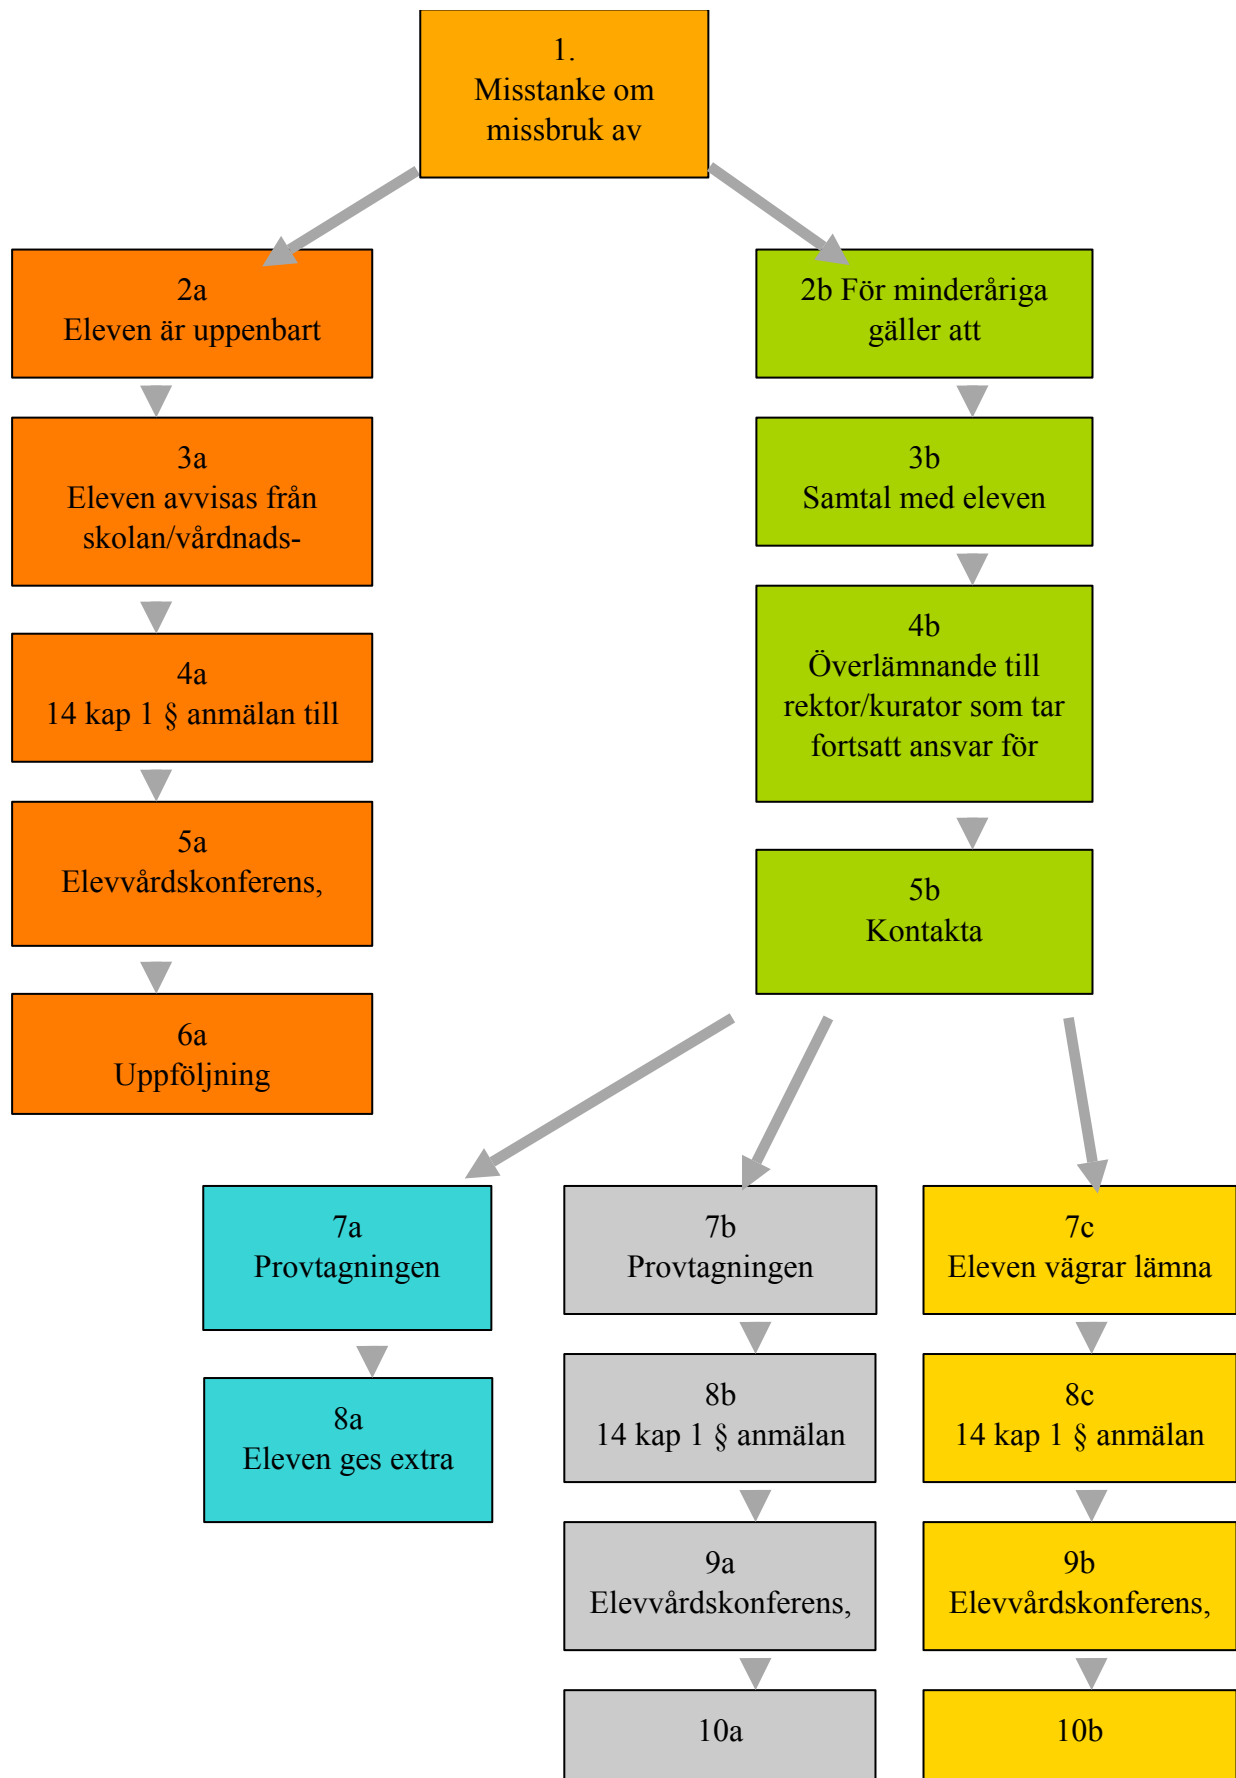 1.
Misstanke om
missbruk av
2a
Eleven är uppenbart
2b För minderåriga
gäller att
3a
Eleven avvisas från
skolan/vårdnads-
3b
Samtal med eleven
4a
14 kap 1 § anmälan till
4b
Överlämnande till
rektor/kurator som tar
fortsatt ansvar för
5a
Elevvårdskonferens,
5b
Kontakta
6a
Uppföljning
7a
Provtagningen
7b
Provtagningen
7c
Eleven vägrar lämna
8a
Eleven ges extra
8b
14 kap 1 § anmälan
8c
14 kap 1 § anmälan
9a
Elevvårdskonferens,
9b
Elevvårdskonferens,
10a
10b